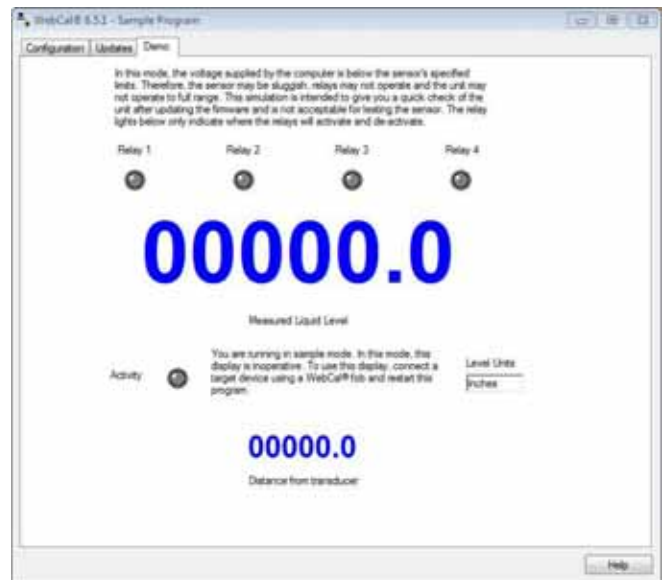 WebCal® 6.5.1 - Sample Program
Configuration Updates Demo
In this mode, the voltage supplied by the computer is below the sensor's specified
limits. Therefore, the sensor may be sluggish, relays may not operate and the unit may
not operate to full range. This simulation is intended to give you a quick check of the
unit after updating the firmware and is not acceptable for testing the sensor. The relay
lights below only indicate where the relays will activate and de-activate.
Relay 1 Relay 2 Relay 3 Relay 4
00000.0
Measured Liquid Level
Activity
You are running in sample mode. In this mode, this
display is inoperative. To use this display, connect a
target device using a WebCal® fob and restart this
program.
Level Units
Inches
00000.0
Distance from transducer
Help